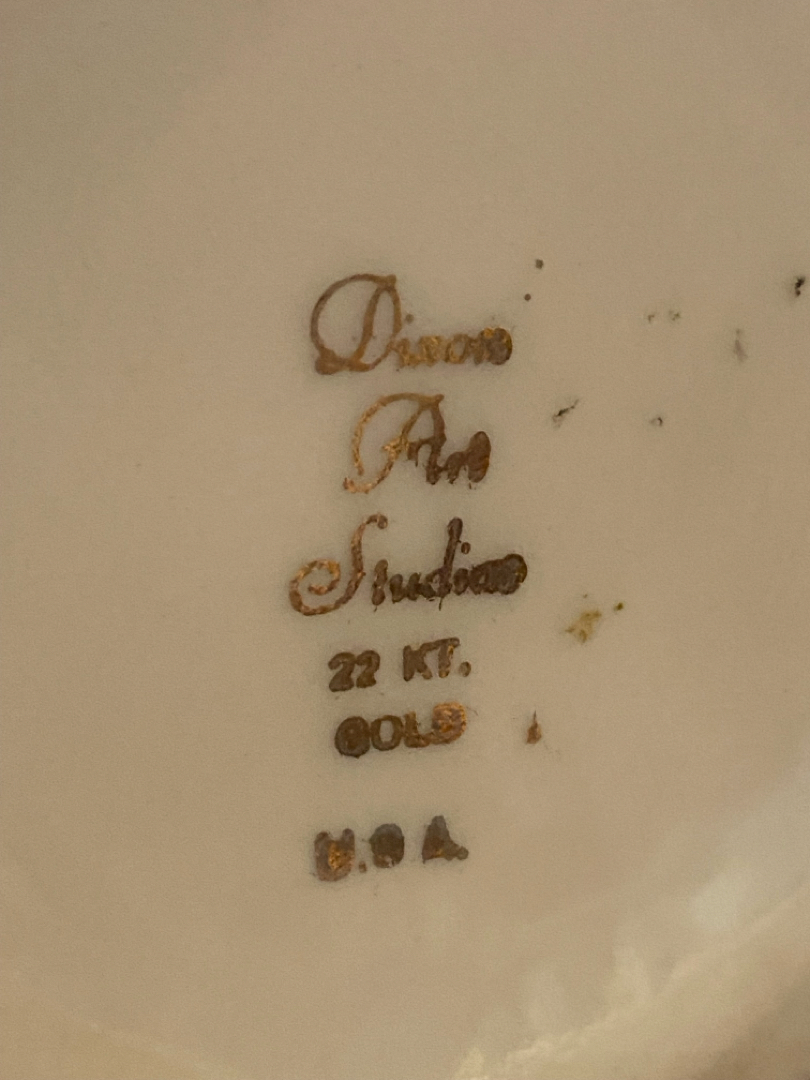 Dixon
Art
Studios
22 KT.
GOLD
U.S.A.